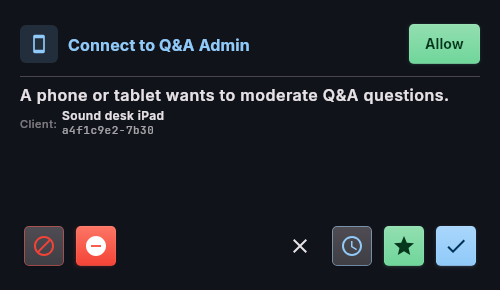 Connect to Q&A Admin
Allow
A phone or tablet wants to moderate Q&A questions.
Client: Sound desk iPad
a4f1c9e2-7b30